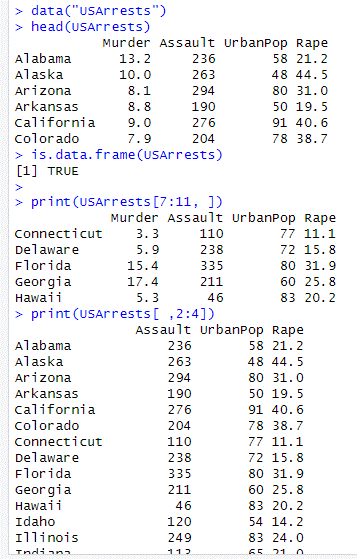 > data("USArrests")
> head(USArrests)
           Murder Assault UrbanPop Rape
Alabama      13.2     236       58 21.2
Alaska       10.0     263       48 44.5
Arizona       8.1     294       80 31.0
Arkansas      8.8     190       50 19.5
California    9.0     276       91 40.6
Colorado      7.9     204       78 38.7
> is.data.frame(USArrests)
[1] TRUE
>
> print(USArrests[7:11, ])
            Murder Assault UrbanPop Rape
Connecticut    3.3     110       77 11.1
Delaware       5.9     238       72 15.8
Florida       15.4     335       80 31.9
Georgia       17.4     211       60 25.8
Hawaii         5.3      46       83 20.2
> print(USArrests[ ,2:4])
               Assault UrbanPop Rape
Alabama            236       58 21.2
Alaska             263       48 44.5
Arizona            294       80 31.0
Arkansas           190       50 19.5
California         276       91 40.6
Colorado           204       78 38.7
Connecticut        110       77 11.1
Delaware           238       72 15.8
Florida            335       80 31.9
Georgia            211       60 25.8
Hawaii              46       83 20.2
Idaho              120       54 14.2
Illinois           249       83 24.0
Indiana            113       65 21.0